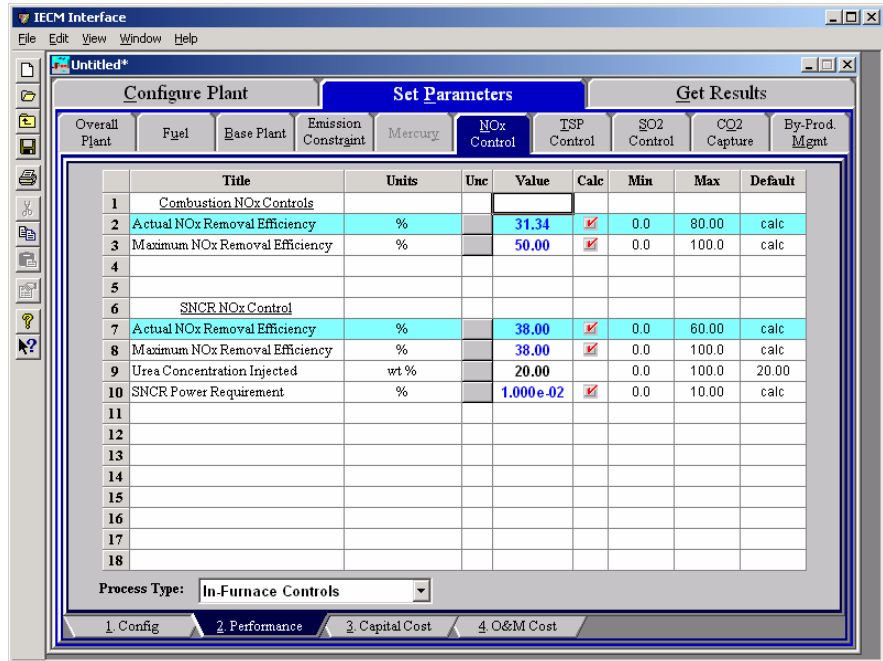 IECM Interface
File Edit View Window Help
Untitled*
Configure Plant Set Parameters Get Results
Overall Plant Fuel Base Plant Emission Constraint Mercury NOx Control TSP Control SO2 Control CO2 Capture By-Prod. Mgmt
Title Units Unc Value Calc Min Max Default
1 Combustion NOx Controls
2 Actual NOx Removal Efficiency % 31.34 0.0 80.00 calc
3 Maximum NOx Removal Efficiency % 50.00 0.0 100.0 calc
4
5
6 SNCR NOx Control
7 Actual NOx Removal Efficiency % 38.00 0.0 60.00 calc
8 Maximum NOx Removal Efficiency % 38.00 0.0 100.0 calc
9 Urea Concentration Injected wt % 20.00 0.0 100.0 20.00
10 SNCR Power Requirement % 1.000e-02 0.0 10.00 calc
11
12
13
14
15
16
17
18
Process Type: In-Furnace Controls
1. Config 2. Performance 3. Capital Cost 4. O&M Cost